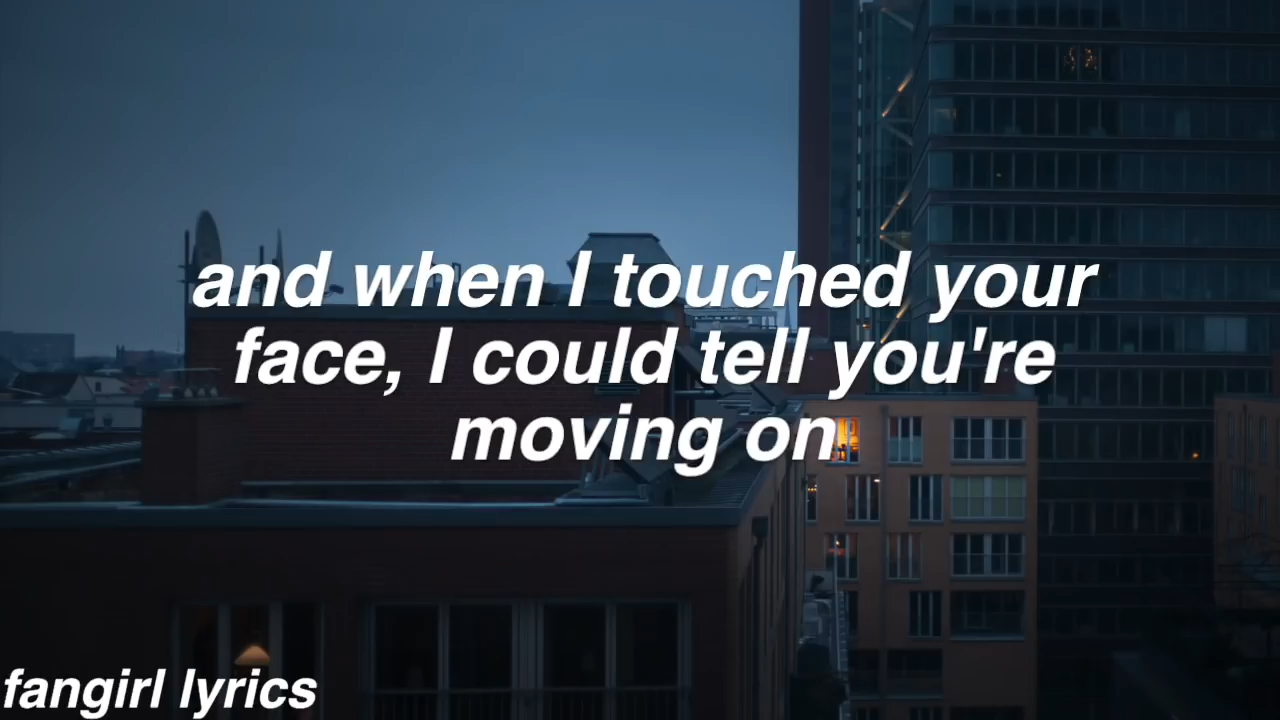 and when I touched your
face, I could tell you're
moving on
fangirl lyrics